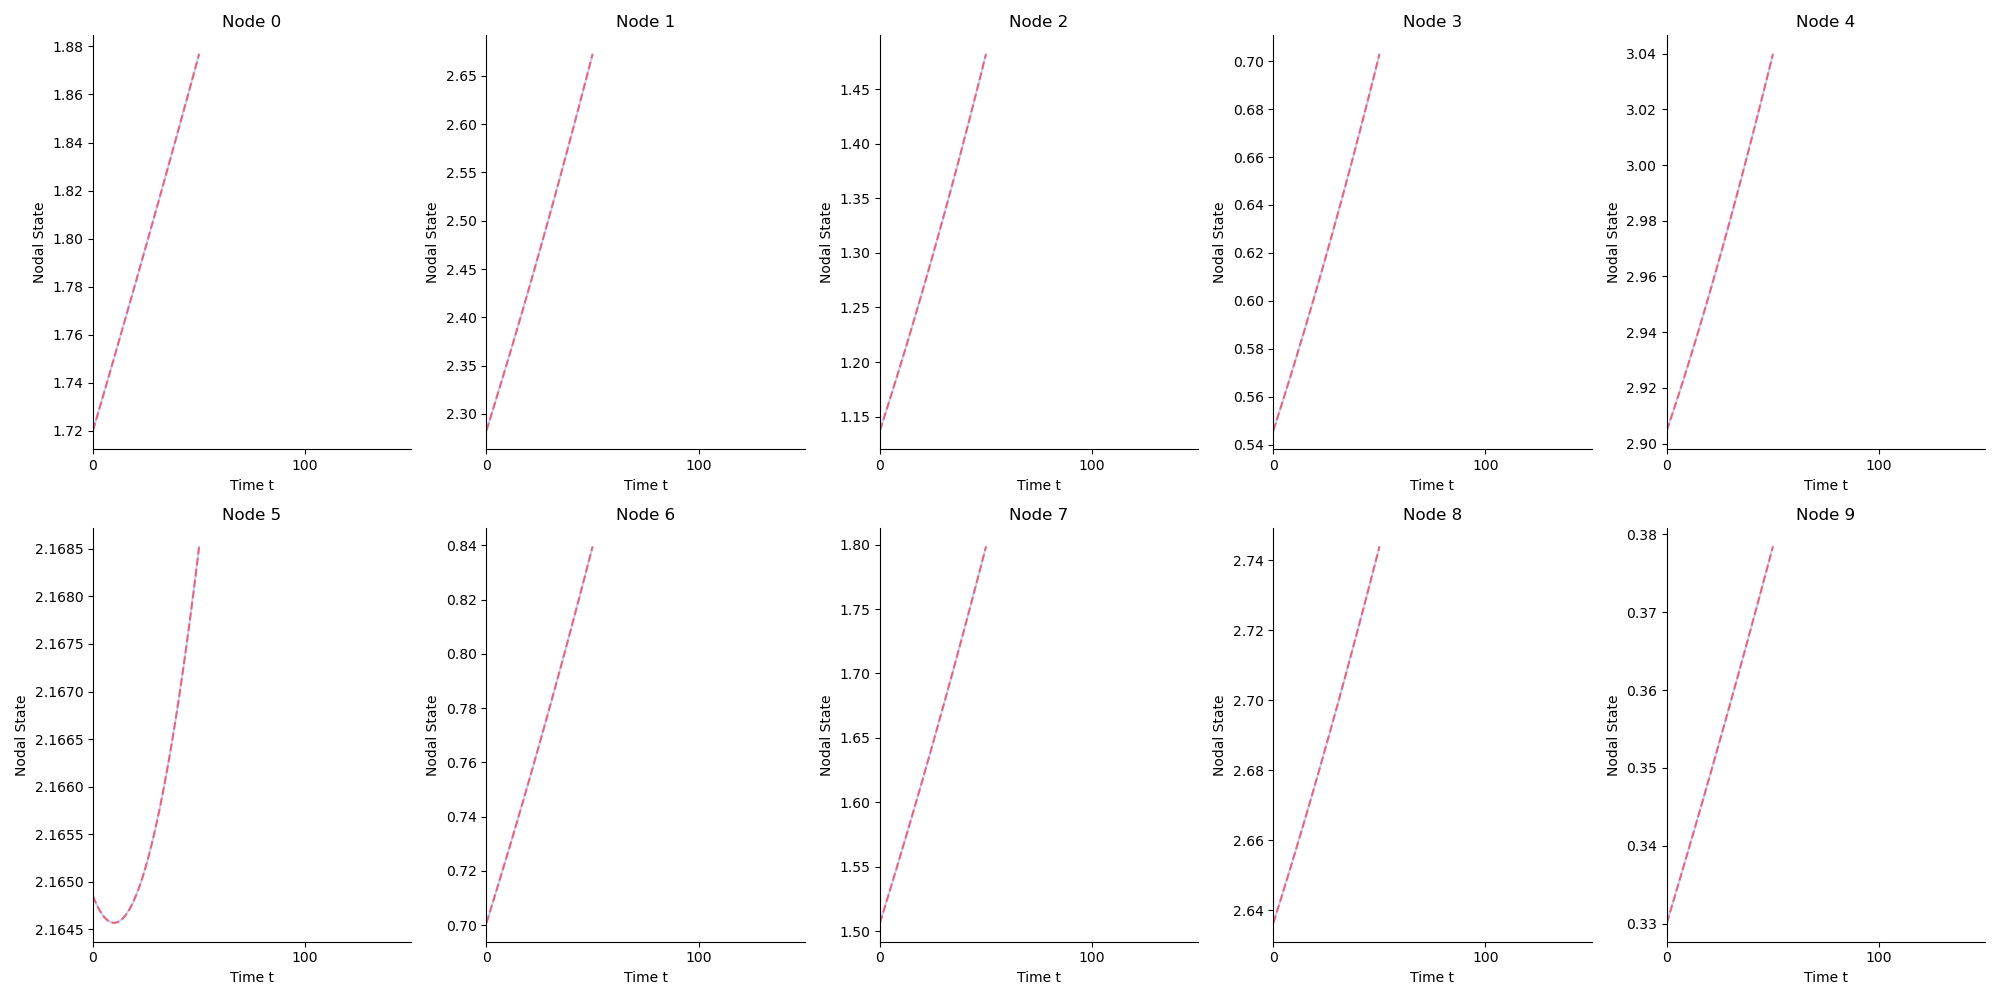 Node 0
Nodal State
1.88
1.86
1.84
1.82
1.80
1.78
1.76
1.74
1.72
0 100
Time t
Node 1
Nodal State
2.65
2.60
2.55
2.50
2.45
2.40
2.35
2.30
0 100
Time t
Node 2
Nodal State
1.45
1.40
1.35
1.30
1.25
1.20
1.15
0 100
Time t
Node 3
Nodal State
0.70
0.68
0.66
0.64
0.62
0.60
0.58
0.56
0.54
0 100
Time t
Node 4
Nodal State
3.04
3.02
3.00
2.98
2.96
2.94
2.92
2.90
0 100
Time t
Node 5
Nodal State
2.1685
2.1680
2.1675
2.1670
2.1665
2.1660
2.1655
2.1650
2.1645
0 100
Time t
Node 6
Nodal State
0.84
0.82
0.80
0.78
0.76
0.74
0.72
0.70
0 100
Time t
Node 7
Nodal State
1.80
1.75
1.70
1.65
1.60
1.55
1.50
0 100
Time t
Node 8
Nodal State
2.74
2.72
2.70
2.68
2.66
2.64
0 100
Time t
Node 9
Nodal State
0.38
0.37
0.36
0.35
0.34
0.33
0 100
Time t